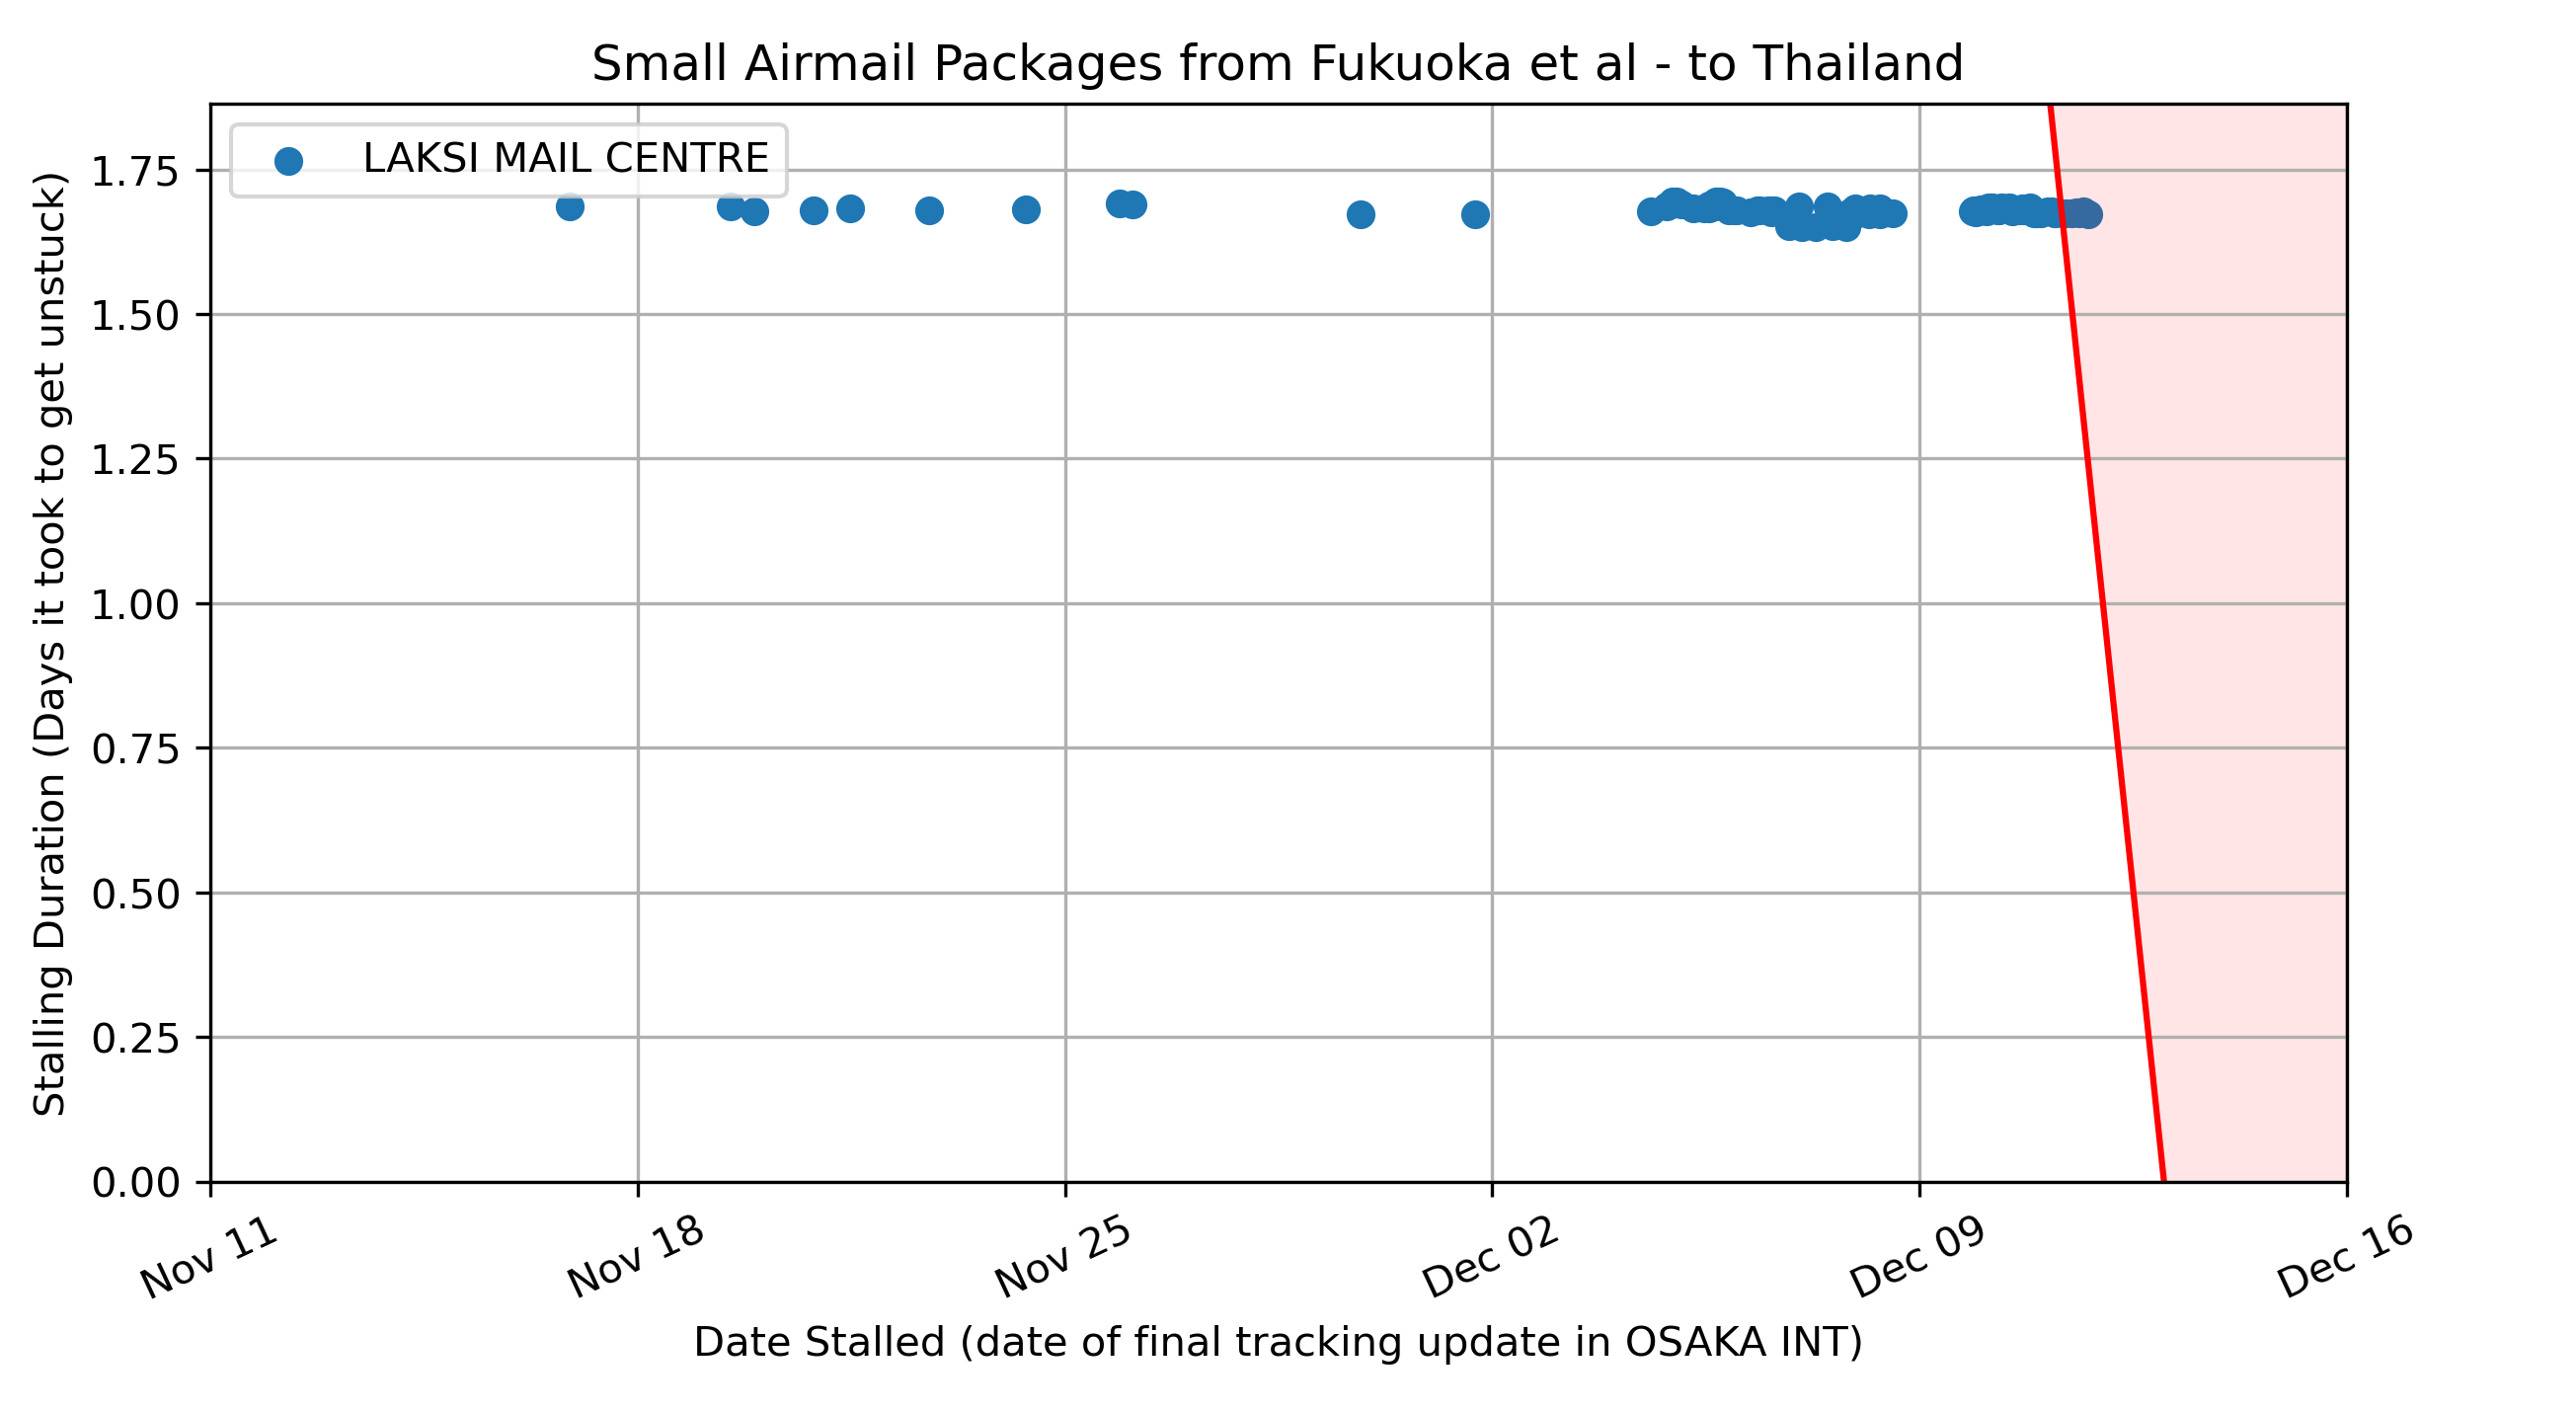 Small Airmail Packages from Fukuoka et al - to Thailand
LAKSI MAIL CENTRE
Stalling Duration (Days it took to get unstuck)
1.75
1.50
1.25
1.00
0.75
0.50
0.25
0.00
Nov 11
Nov 18
Nov 25
Dec 02
Dec 09
Dec 16
Date Stalled (date of final tracking update in OSAKA INT)